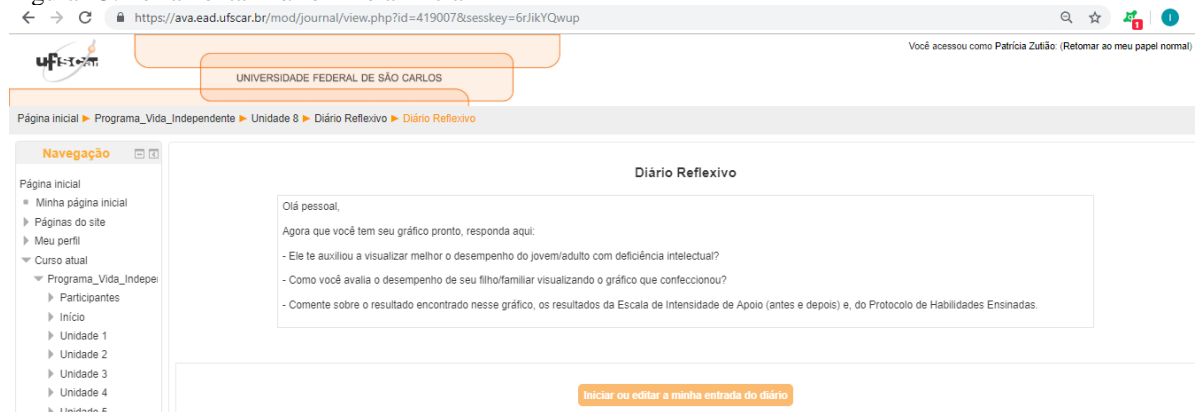 https://ava.ead.ufscar.br/mod/journal/view.php?id=419007&sesskey=6rJikYQwup
1
I
ufscar
Você acessou como Patrícia Zutião: (Retomar ao meu papel normal)
UNIVERSIDADE FEDERAL DE SÃO CARLOS
Página inicial ► Programa_Vida_Independente ► Unidade 8 ► Diário Reflexivo ► Diário Reflexivo
Navegação
Página inicial
Minha página inicial
Páginas do site
Meu perfil
Curso atual
Programa_Vida_Indepe
Participantes
Início
Unidade 1
Unidade 2
Unidade 3
Unidade 4
Unidade 5
Diário Reflexivo
Olá pessoal,
Agora que você tem seu gráfico pronto, responda aqui:
- Ele te auxiliou a visualizar melhor o desempenho do jovem/adulto com deficiência intelectual?
- Como você avalia o desempenho de seu filho/familiar visualizando o gráfico que confeccionou?
- Comente sobre o resultado encontrado nesse gráfico, os resultados da Escala de Intensidade de Apoio (antes e depois) e, do Protocolo de Habilidades Ensinadas.
Iniciar ou editar a minha entrada do diário